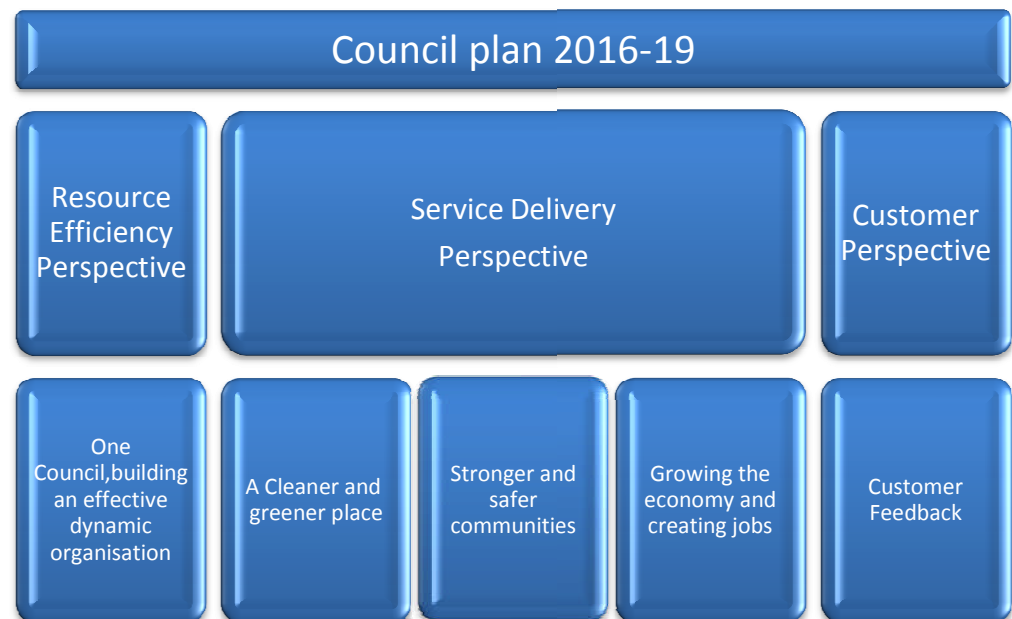 Council plan 2016-19
Resource
Efficiency
Perspective
Service Delivery
Perspective
Customer
Perspective
One
Council,building
an effective
dynamic
organisation
A Cleaner and
greener place
Stronger and
safer
communities
Growing the
economy and
creating jobs
Customer
Feedback